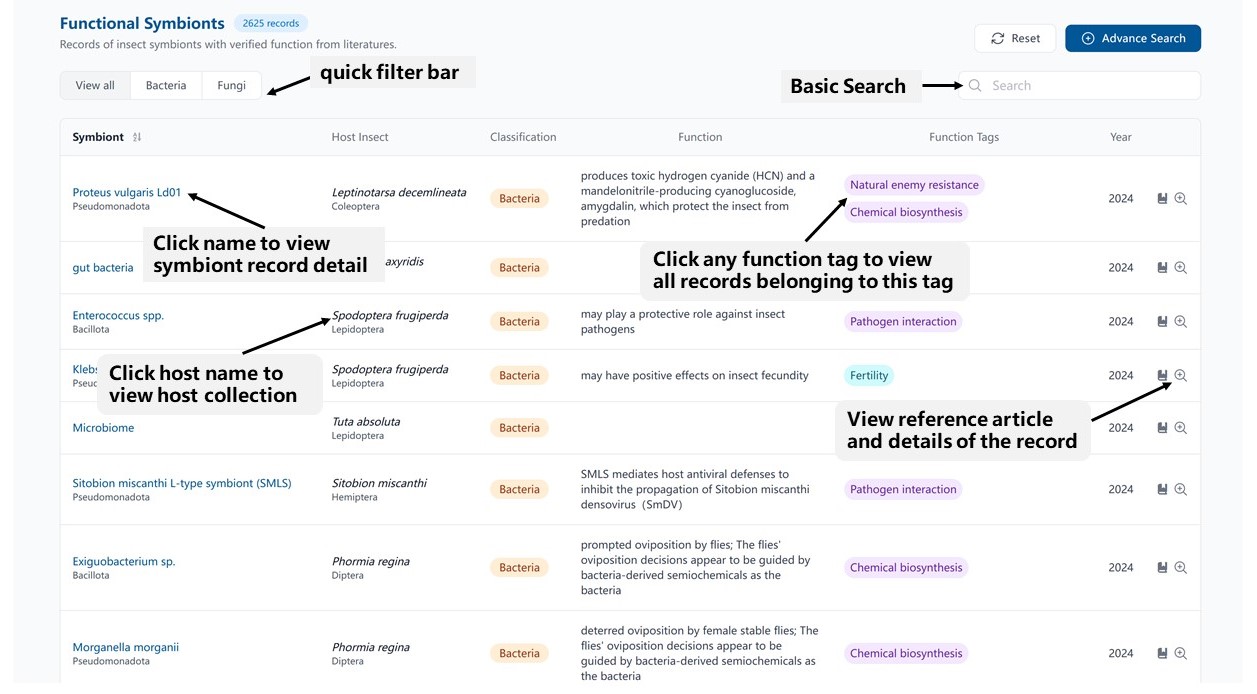 Functional Symbionts 2625 records
Records of insect symbionts with verified function from literatures.
Reset
Advance Search
View all Bacteria Fungi
quick filter bar
Basic Search
Search
Symbiont Host Insect Classification Function Function Tags Year
Proteus vulgaris Ld01
Pseudomonadota
Leptinotarsa decemlineata
Coleoptera
Bacteria
produces toxic hydrogen cyanide (HCN) and a
mandelonitrile-producing cyanoglucoside,
amygdalin, which protect the insect from
predation
Natural enemy resistance
Chemical biosynthesis
2024
Click name to view
symbiont record detail
Click any function tag to view
all records belonging to this tag
gut bacteria
axyridis
Bacteria
2024
Enterococcus spp.
Bacillota
Spodoptera frugiperda
Lepidoptera
Bacteria
may play a protective role against insect
pathogens
Pathogen interaction
2024
Click host name to
view host collection
Klebs
Pseud
Spodoptera frugiperda
Lepidoptera
Bacteria
may have positive effects on insect fecundity
Fertility
2024
View reference article
and details of the record
Microbiome
Tuta absoluta
Lepidoptera
Bacteria
2024
Sitobion miscanthi L-type symbiont (SMLS)
Pseudomonadota
Sitobion miscanthi
Hemiptera
Bacteria
SMLS mediates host antiviral defenses to
inhibit the propagation of Sitobion miscanthi
densovirus（SmDV）
Pathogen interaction
2024
Exiguobacterium sp.
Bacillota
Phormia regina
Diptera
Bacteria
prompted oviposition by flies; The flies'
oviposition decisions appear to be guided by
bacteria-derived semiochemicals as the
bacteria
Chemical biosynthesis
2024
Morganella morganii
Pseudomonadota
Phormia regina
Diptera
Bacteria
deterred oviposition by female stable flies; The
flies' oviposition decisions appear to be
guided by bacteria-derived semiochemicals as
the bacteria
Chemical biosynthesis
2024